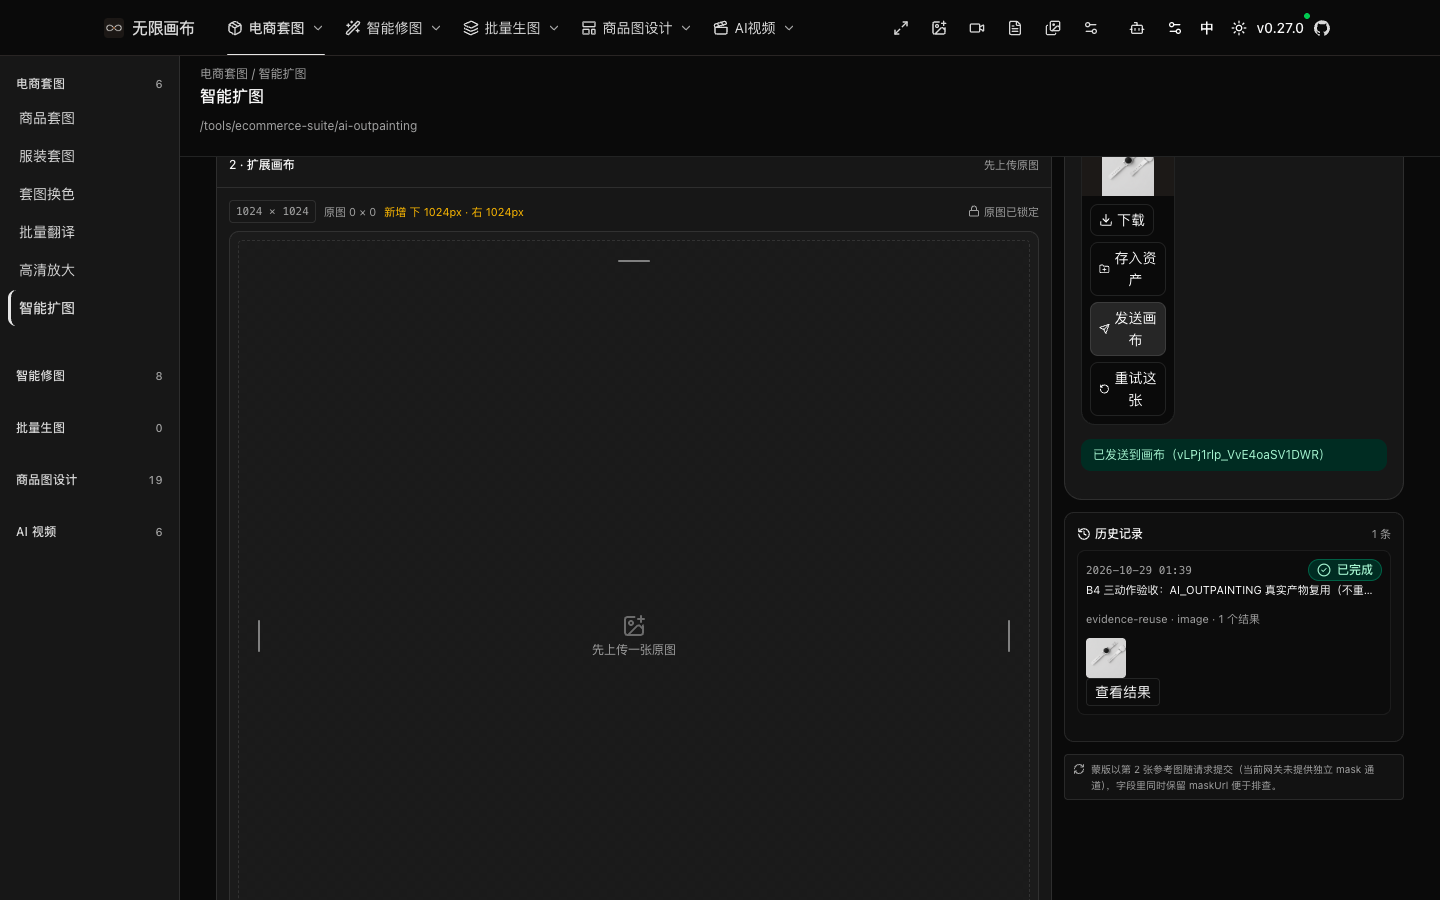 无限画布
电商套图
智能修图
批量生图
商品图设计
AI视频
中
v0.27.0
电商套图 6
商品套图
服装套图
套图换色
批量翻译
高清放大
智能扩图
智能修图 8
批量生图 0
商品图设计 19
AI 视频 6
电商套图 / 智能扩图
智能扩图
/tools/ecommerce-suite/ai-outpainting
2 · 扩展画布 先上传原图
1024 × 1024 原图 0 × 0 新增 下 1024px · 右 1024px 原图已锁定
先上传一张原图
下载
存入资
产
发送画
布
重试这
张
已发送到画布（vLPj1rlp_VvE4oaSV1DWR）
历史记录 1 条
2026-10-29 01:39 已完成
B4 三动作验收：AI_OUTPAINTING 真实产物复用（不重...
evidence-reuse · image · 1 个结果
查看结果
蒙版以第 2 张参考图随请求提交（当前网关未提供独立 mask 通
道），字段里同时保留 maskUrl 便于排查。